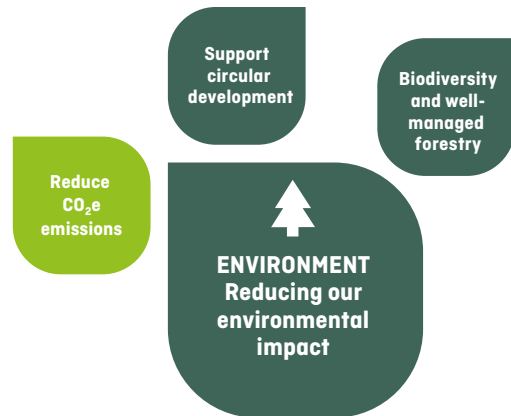 Support
circular
development
Biodiversity
and well-
managed
forestry
Reduce
CO₂e
emissions
ENVIRONMENT
Reducing our
environmental
impact